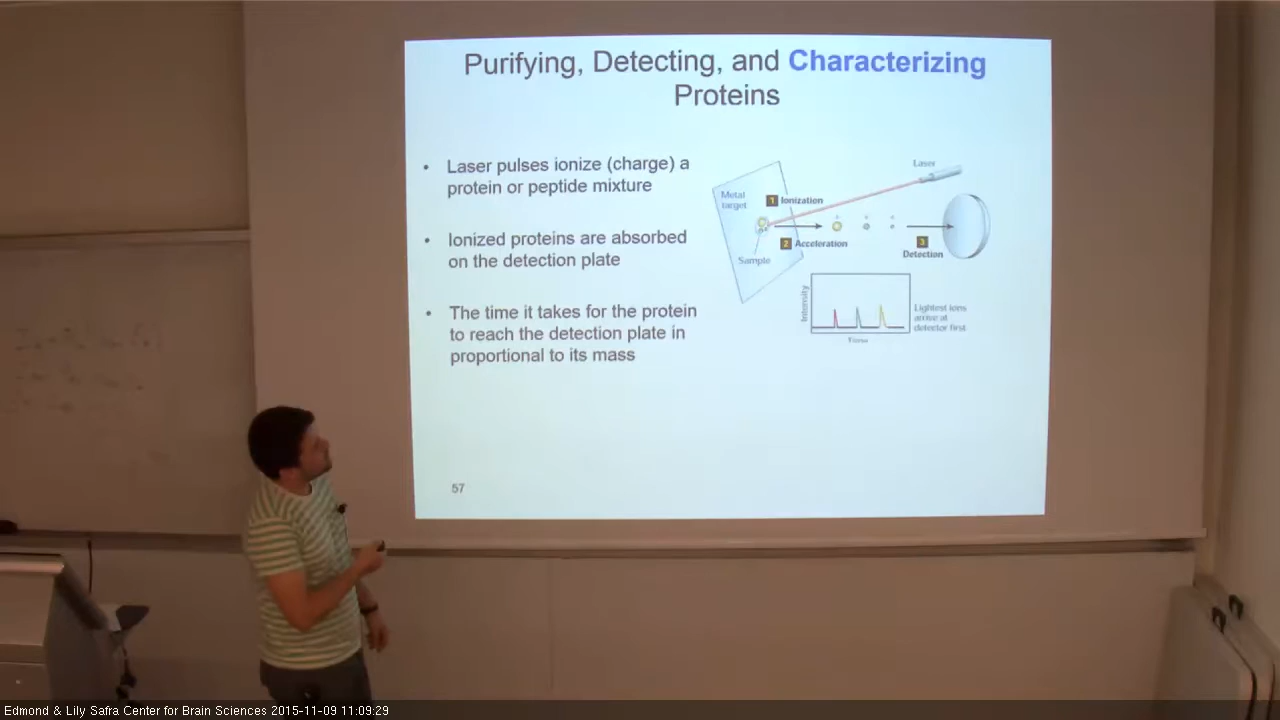 Purifying, Detecting, and Characterizing
Proteins
• Laser pulses ionize (charge) a
protein or peptide mixture
• Ionized proteins are absorbed
on the detection plate
• The time it takes for the protein
to reach the detection plate in
proportional to its mass
Laser
Metal
target
1 Ionization
2 Acceleration
3
Detection
Sample
Intensity
Time
Lightest ions
arrive at
detector first
57
Edmond & Lily Safra Center for Brain Sciences 2015-11-09 11:09:29